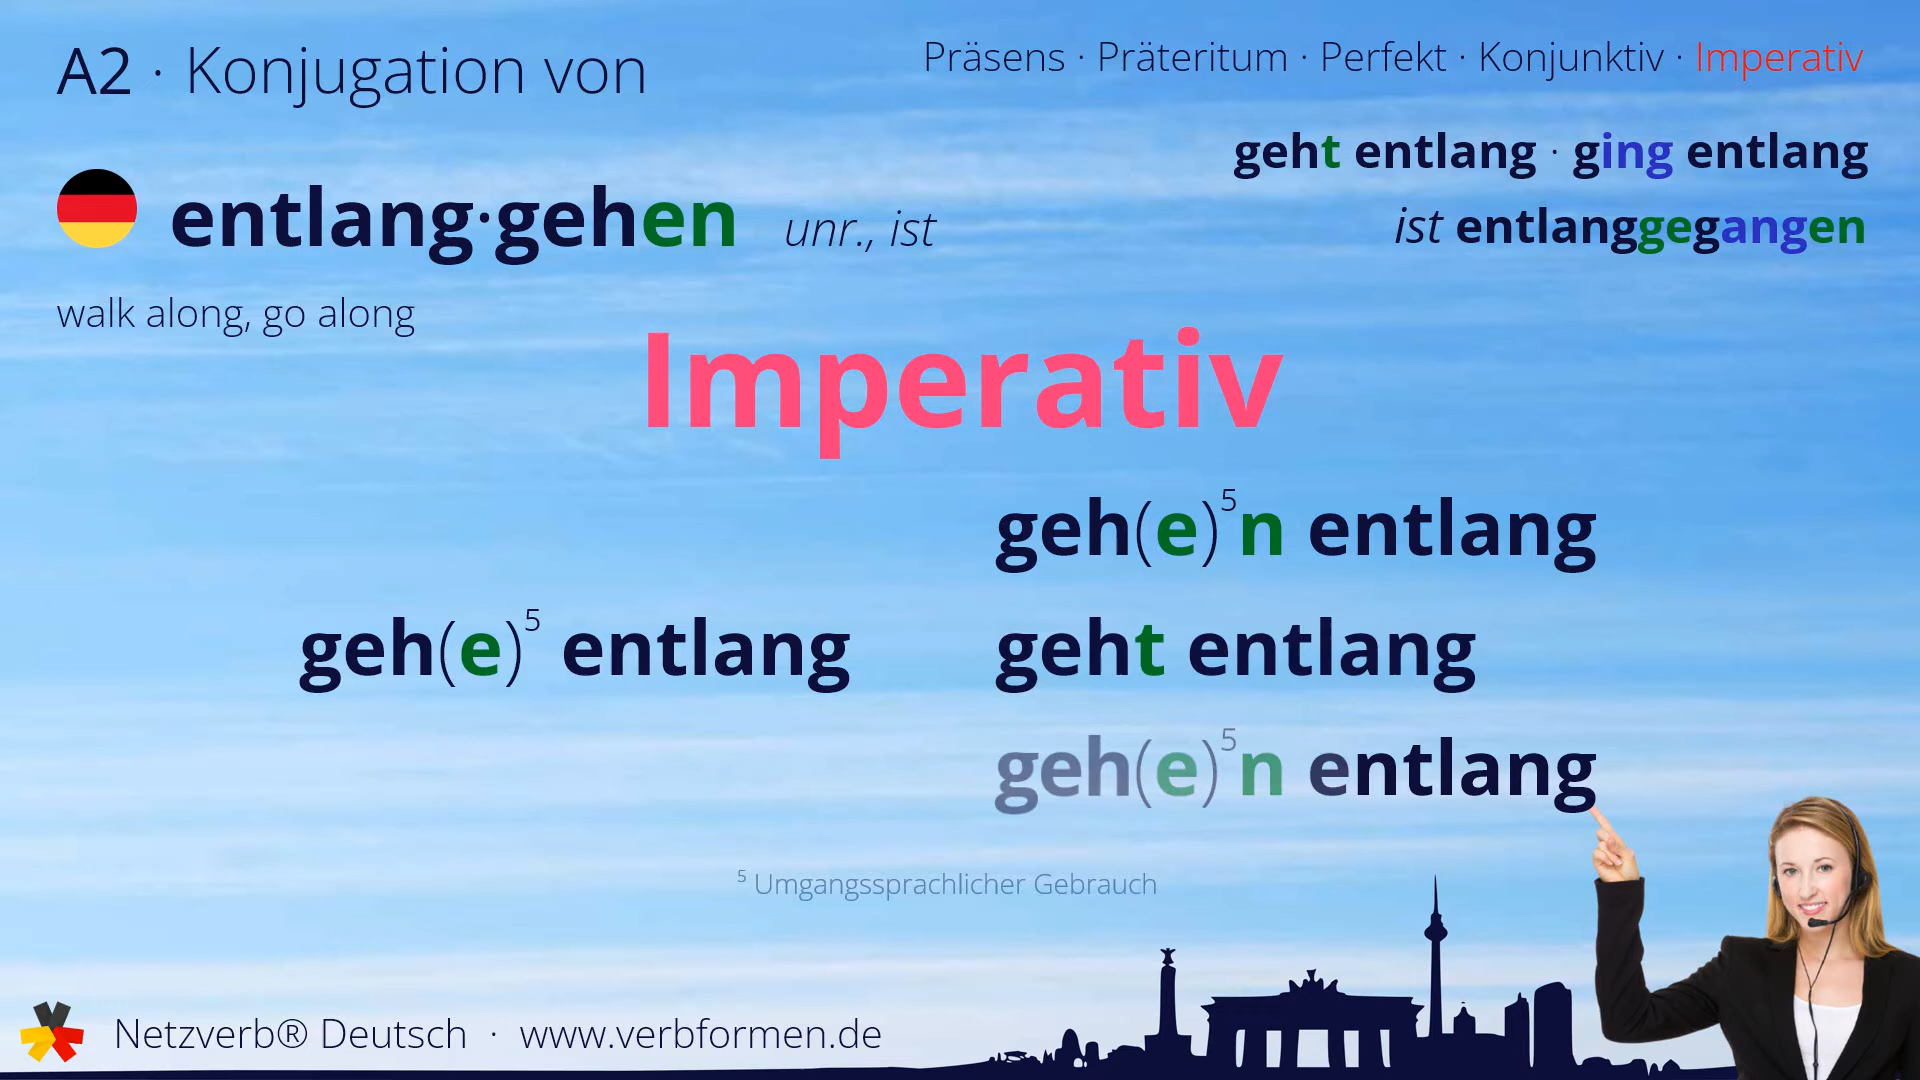 A2 · Konjugation von
Präsens · Präteritum · Perfekt · Konjunktiv · Imperativ
entlang·gehen unr., ist
geht entlang · ging entlang
ist entlanggegangen
walk along, go along
Imperativ
geh(e)⁵n entlang
geh(e)⁵ entlang
geht entlang
geh(e)⁵n entlang
⁵ Umgangssprachlicher Gebrauch
Netzverb® Deutsch · www.verbformen.de